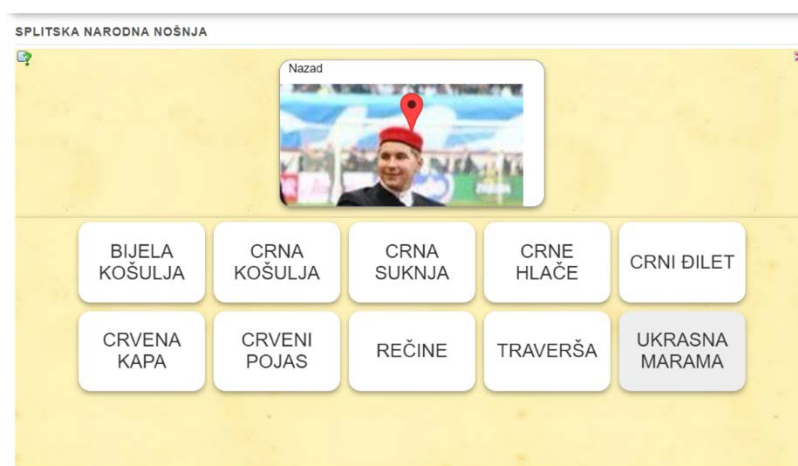 SPLITSKA NARODNA NOŠNJA
Nazad
BIJELA
KOŠULJA
CRNA
KOŠULJA
CRNA
SUKNJA
CRNE
HLAČE
CRNI ĐILET
CRVENA
KAPA
CRVENI
POJAS
REČINE
TRAVERŠA
UKRASNA
MARAMA